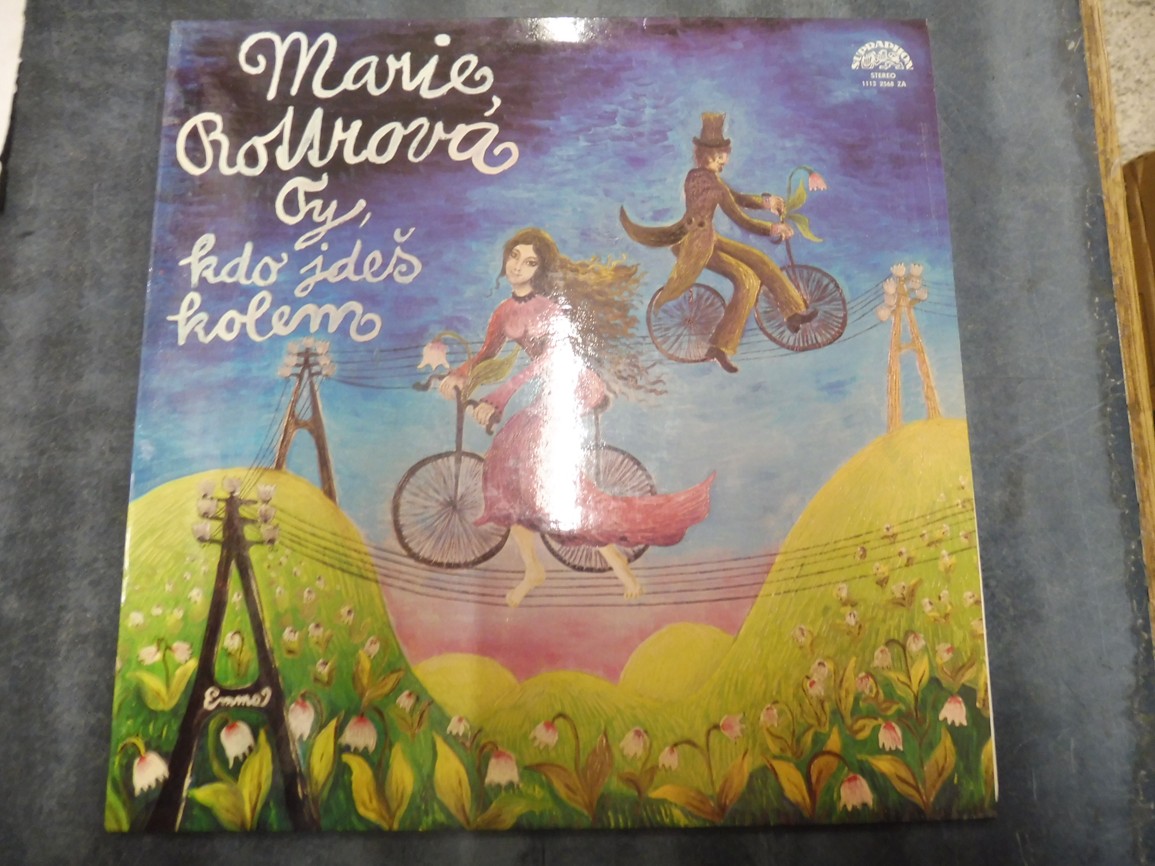 Marie
Rottrová
Ty,
kdo jdeš
kolem
SUPRAPHON
STEREO
1113 2568 ZA
Emma